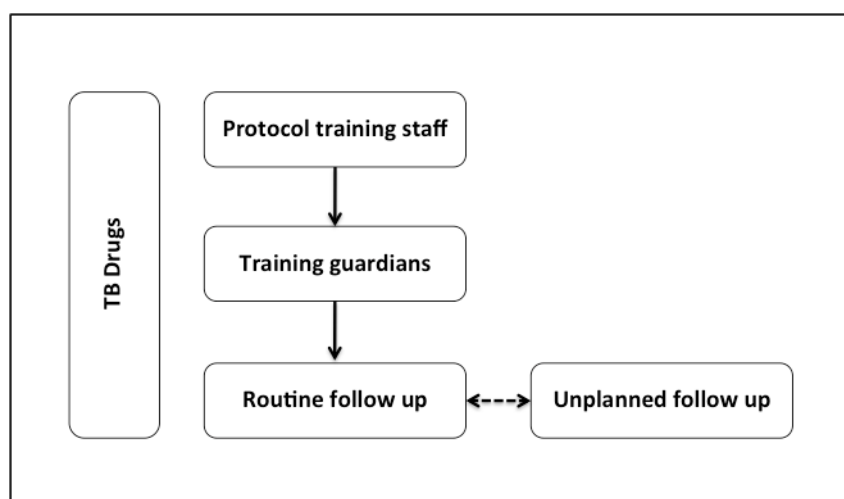 TB Drugs
Protocol training staff
Training guardians
Routine follow up
Unplanned follow up